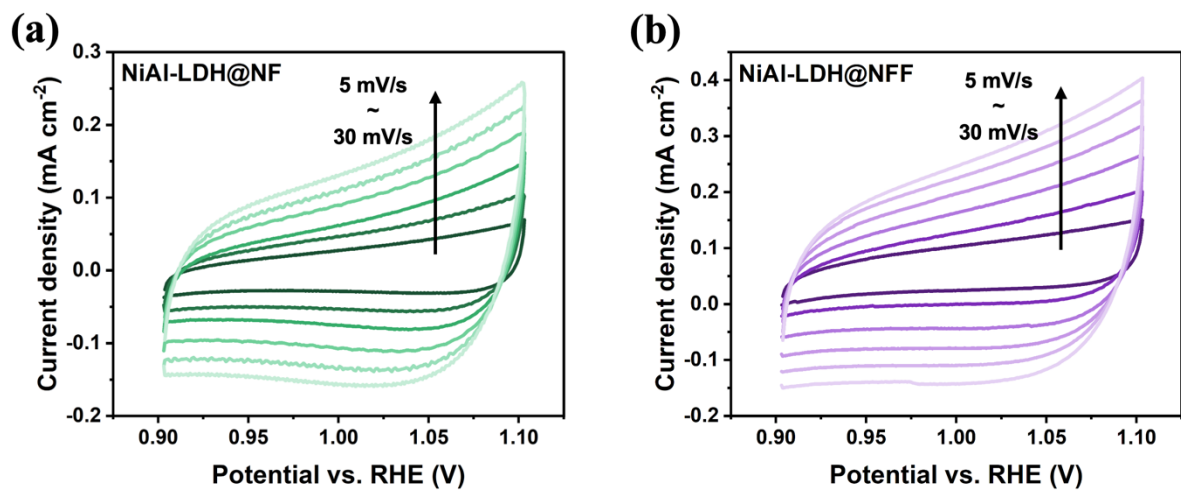 (a)
NiAl-LDH@NF
5 mV/s
~
30 mV/s
Current density (mA cm-2)
0.3
0.2
0.1
0.0
-0.1
-0.2
0.90 0.95 1.00 1.05 1.10
Potential vs. RHE (V)
(b)
NiAl-LDH@NFF
5 mV/s
~
30 mV/s
Current density (mA cm-2)
0.4
0.3
0.2
0.1
0.0
-0.1
-0.2
0.90 0.95 1.00 1.05 1.10
Potential vs. RHE (V)